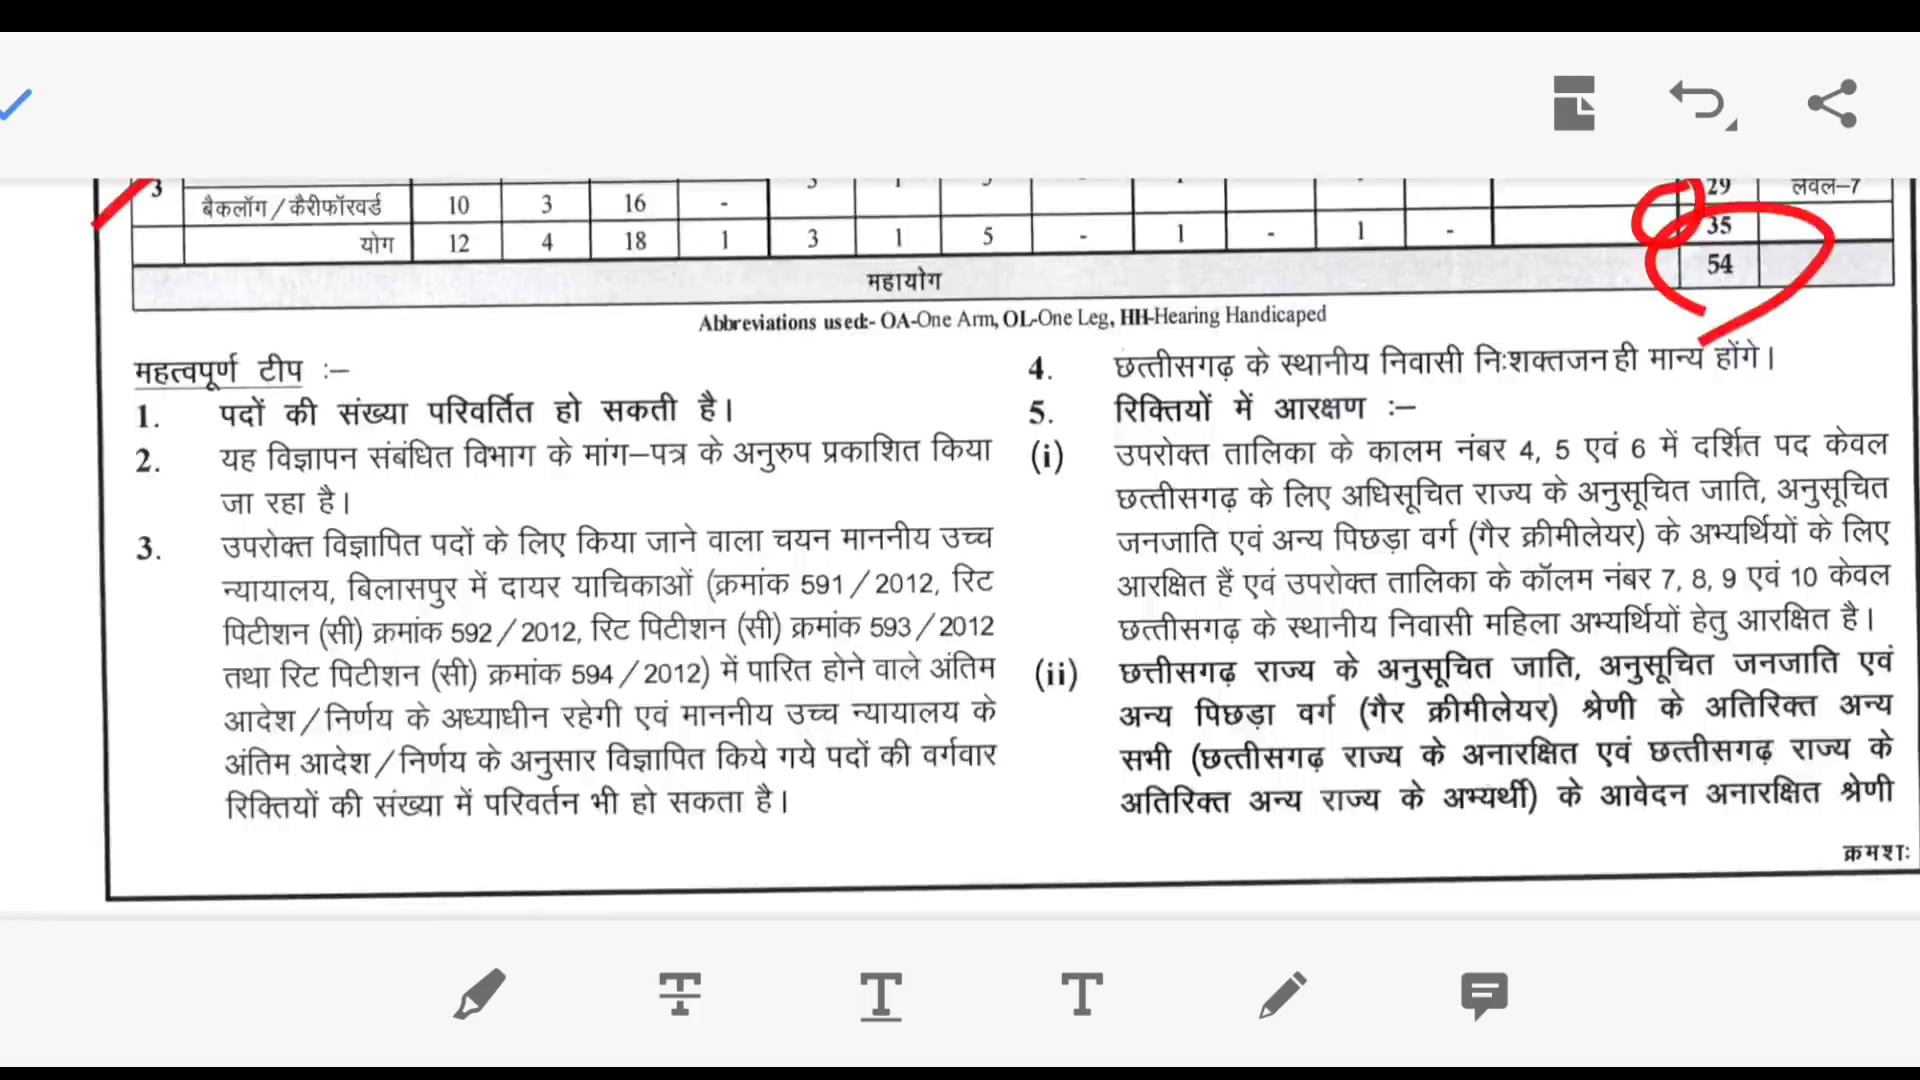 3 29 लेवल–7
बैकलॉग/कैरीफॉरवर्ड 10 3 16 -
योग 12 4 18 1 3 1 5 - 1 - 1 - 35
महायोग 54
Abbreviations used:- OA-One Arm, OL-One Leg, HH-Hearing Handicaped
महत्वपूर्ण टीप :–
1. पदों की संख्या परिवर्तित हो सकती है।
2. यह विज्ञापन संबंधित विभाग के मांग–पत्र के अनुरुप प्रकाशित किया
जा रहा है।
3. उपरोक्त विज्ञापित पदों के लिए किया जाने वाला चयन माननीय उच्च
न्यायालय, बिलासपुर में दायर याचिकाओं (क्रमांक 591/2012, रिट
पिटीशन (सी) क्रमांक 592/2012, रिट पिटीशन (सी) क्रमांक 593/2012
तथा रिट पिटीशन (सी) क्रमांक 594/2012) में पारित होने वाले अंतिम
आदेश/निर्णय के अध्याधीन रहेगी एवं माननीय उच्च न्यायालय के
अंतिम आदेश/निर्णय के अनुसार विज्ञापित किये गये पदों की वर्गवार
रिक्तियों की संख्या में परिवर्तन भी हो सकता है।
4. छत्तीसगढ़ के स्थानीय निवासी निःशक्तजन ही मान्य होंगे।
5. रिक्तियों में आरक्षण :–
(i) उपरोक्त तालिका के कालम नंबर 4, 5 एवं 6 में दर्शित पद केवल
छत्तीसगढ़ के लिए अधिसूचित राज्य के अनुसूचित जाति, अनुसूचित
जनजाति एवं अन्य पिछड़ा वर्ग (गैर क्रीमीलेयर) के अभ्यर्थियों के लिए
आरक्षित हैं एवं उपरोक्त तालिका के कॉलम नंबर 7, 8, 9 एवं 10 केवल
छत्तीसगढ़ के स्थानीय निवासी महिला अभ्यर्थियों हेतु आरक्षित है।
(ii) छत्तीसगढ़ राज्य के अनुसूचित जाति, अनुसूचित जनजाति एवं
अन्य पिछड़ा वर्ग (गैर क्रीमीलेयर) श्रेणी के अतिरिक्त अन्य
सभी (छत्तीसगढ़ राज्य के अनारक्षित एवं छत्तीसगढ़ राज्य के
अतिरिक्त अन्य राज्य के अभ्यर्थी) के आवेदन अनारक्षित श्रेणी
क्रमशः